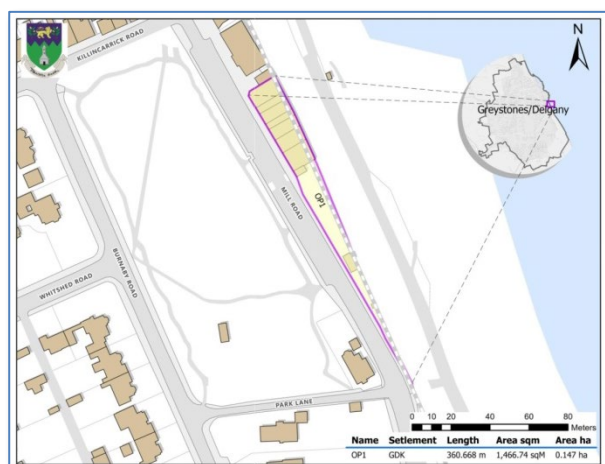 KILLINCARRICK ROAD
N
Greystones/Delgany
OP1
MILL ROAD
BURNABY ROAD
WHITSHED ROAD
PARK LANE
0 10 20 40 60 80
Meters
Name Setlement Length Area sqm Area ha
OP1 GDK 360.668 m 1,466.74 sqM 0.147 ha